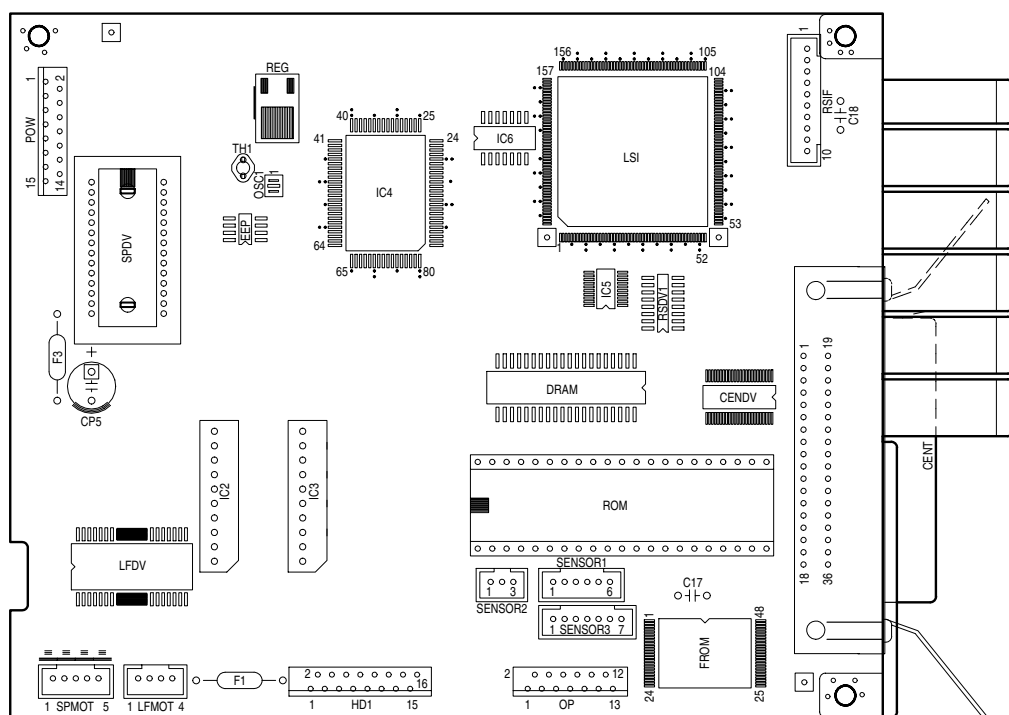 1 2
POW
15 14
REG
TH1
OSC1
1
EEP
SPDV
F3
+
CP5
40 25
41 24
IC4
64
65 80
IC6
156 105
157 104
LSI
53
1 52
1
RSIF
C18
10
IC5
RSDV1
DRAM
CENDV
1 19
18 36
CENT
IC2
IC3
ROM
LFDV
SENSOR1
1 3
SENSOR2
1 6
1 SENSOR3 7
C17
1 48
FROM
24 25
1 SPMOT 5
1 LFMOT 4
F1
2 16
1 HD1 15
2 12
1 OP 13